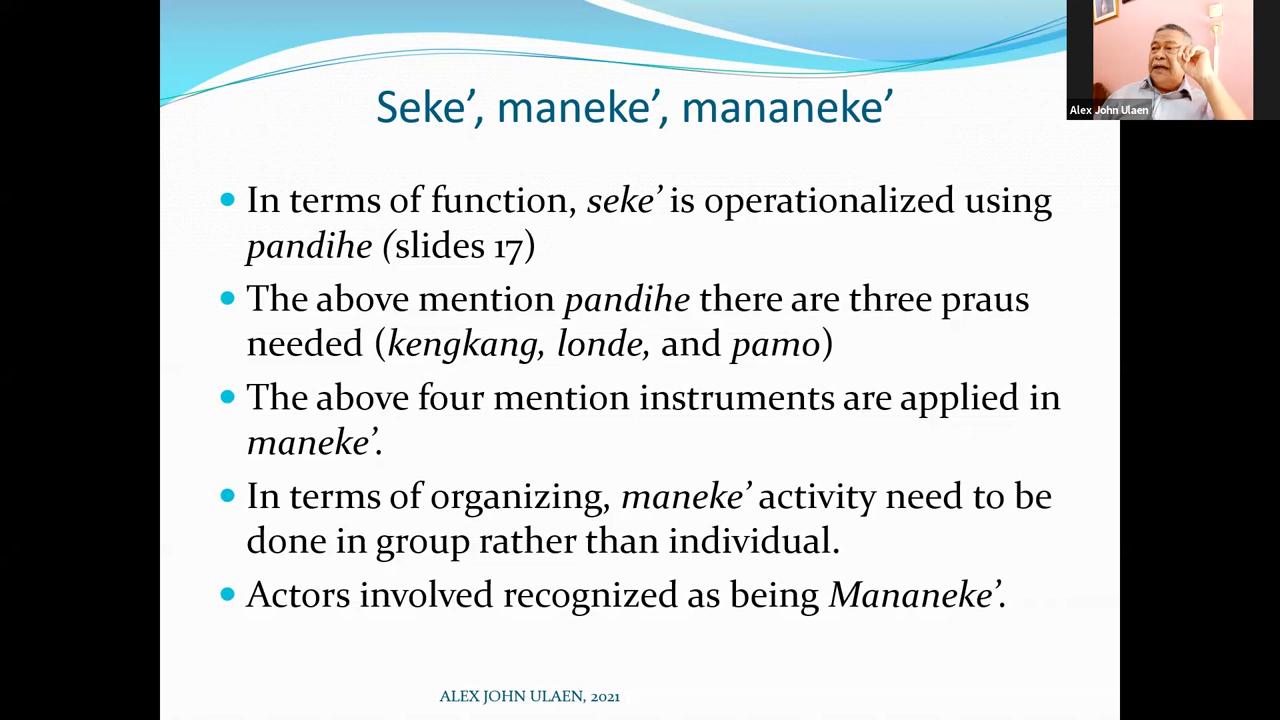 Seke’, maneke’, mananeke’
Alex John Ulaen
• In terms of function, seke’ is operationalized using
pandihe (slides 17)
• The above mention pandihe there are three praus
needed (kengkang, londe, and pamo)
• The above four mention instruments are applied in
maneke’.
• In terms of organizing, maneke’ activity need to be
done in group rather than individual.
• Actors involved recognized as being Mananeke’.
ALEX JOHN ULAEN, 2021